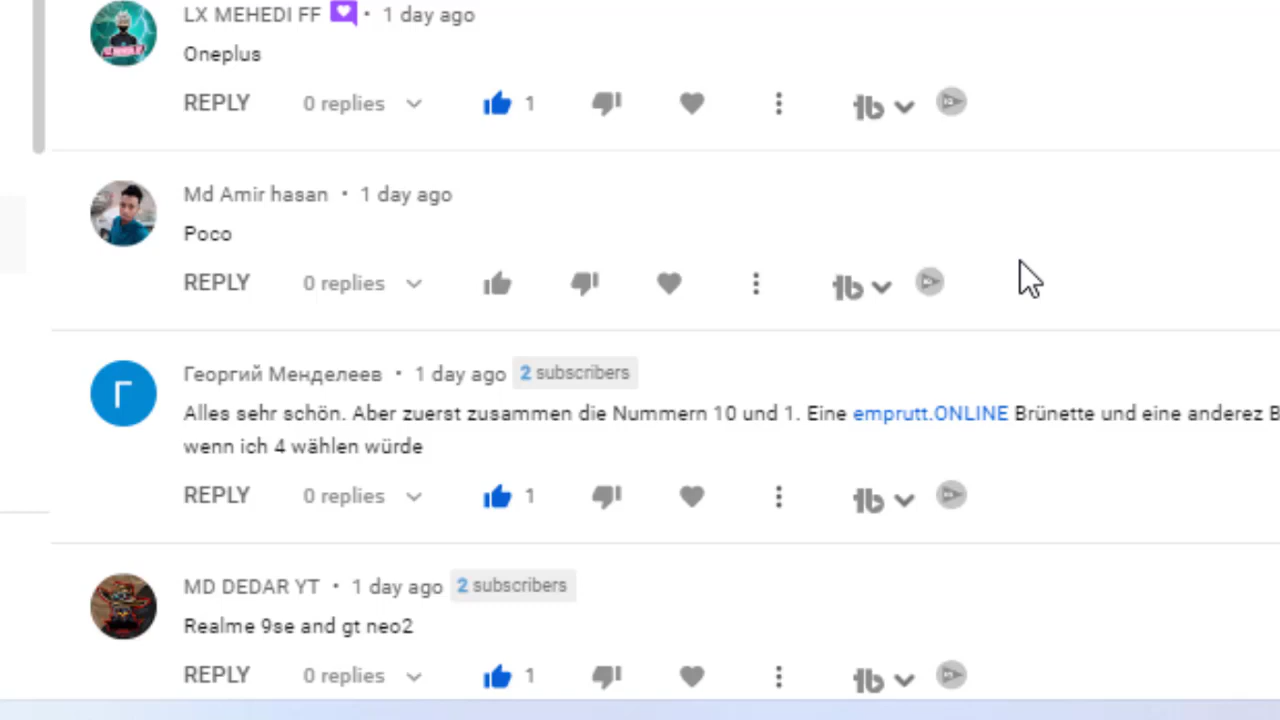 LX MEHEDI FF • 1 day ago
Oneplus
REPLY 0 replies 1
Md Amir hasan • 1 day ago
Poco
REPLY 0 replies
Г
Георгий Менделеев • 1 day ago 2 subscribers
Alles sehr schön. Aber zuerst zusammen die Nummern 10 und 1. Eine emprutt.ONLINE Brünette und eine anderez B
wenn ich 4 wählen würde
REPLY 0 replies 1
MD DEDAR YT • 1 day ago 2 subscribers
Realme 9se and gt neo2
REPLY 0 replies 1